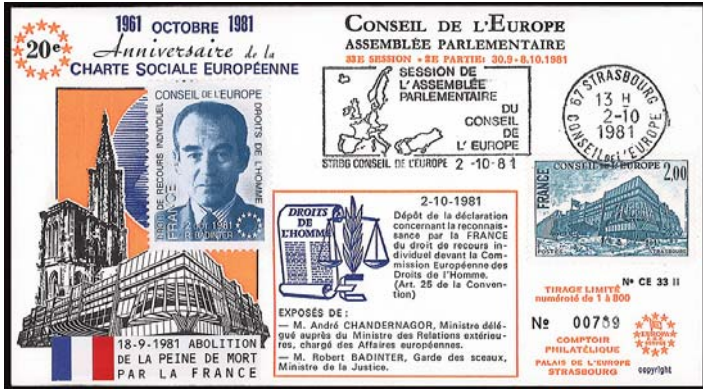 20e
1961 OCTOBRE 1981
Anniversaire de la
CHARTE SOCIALE EUROPÉENNE
CONSEIL DE L'EUROPE
DROIT DE RECOURS INDIVIDUEL
DROITS DE L'HOMME
FRANCE
2 oct 1981
R. BADINTER
18-9-1981 ABOLITION
DE LA PEINE DE MORT
PAR LA FRANCE
CONSEIL DE L'EUROPE
ASSEMBLÉE PARLEMENTAIRE
33E SESSION - 2E PARTIE: 30.9 - 8.10.1981
SESSION DE
L'ASSEMBLÉE
PARLEMENTAIRE
DU
CONSEIL
DE
L'EUROPE
STRBG CONSEIL DE L'EUROPE 2 -10-81
67 STRASBOURG
13 H
2-10
1981
CONSEIL DE L'EUROPE
CONSEIL DE L'EUROPE
2,00
FRANCE
POSTES
STRASBOURG
DROITS
DE
L'HOMME
2-10-1981
Dépôt de la déclaration
concernant la reconnais-
sance par la FRANCE
du droit de recours in-
dividuel devant la Com-
mission Européenne des
Droits de l'Homme.
(Art. 25 de la Conven-
tion)
EXPOSÉS DE :
— M. André CHANDERNAGOR, Ministre délé-
gué auprès du Ministre des Relations extérieu-
res, chargé des Affaires européennes.
— M. Robert BADINTER, Garde des sceaux,
Ministre de la Justice.
N° CE 33 II
TIRAGE LIMITÉ
numéroté de 1 à 800
No 00789
COMPTOIR
PHILATÉLIQUE
PALAIS DE L'EUROPE
STRASBOURG
EUROPA
copyright